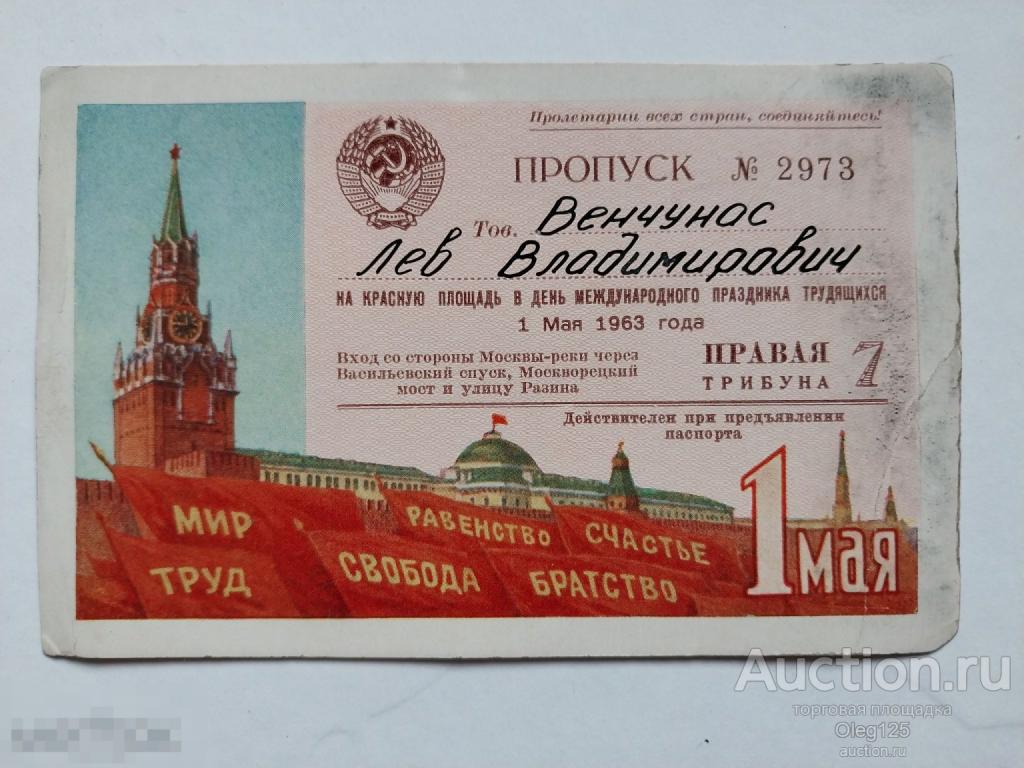 Пролетарии всех стран, соединяйтесь!
ПРОПУСК № 2973
Тов. Венчунас
Лев Владимирович
НА КРАСНУЮ ПЛОЩАДЬ В ДЕНЬ МЕЖДУНАРОДНОГО ПРАЗДНИКА ТРУДЯЩИХСЯ
1 Мая 1963 года
Вход со стороны Москвы-реки через
Васильевский спуск, Москворецкий
мост и улицу Разина
ПРАВАЯ
ТРИБУНА 7
Действителен при предъявлении
паспорта
МИР
РАВЕНСТВО
СЧАСТЬЕ
ТРУД
СВОБОДА
БРАТСТВО
1 мая
Auction.ru
торговая площадка
Oleg125
auction.ru